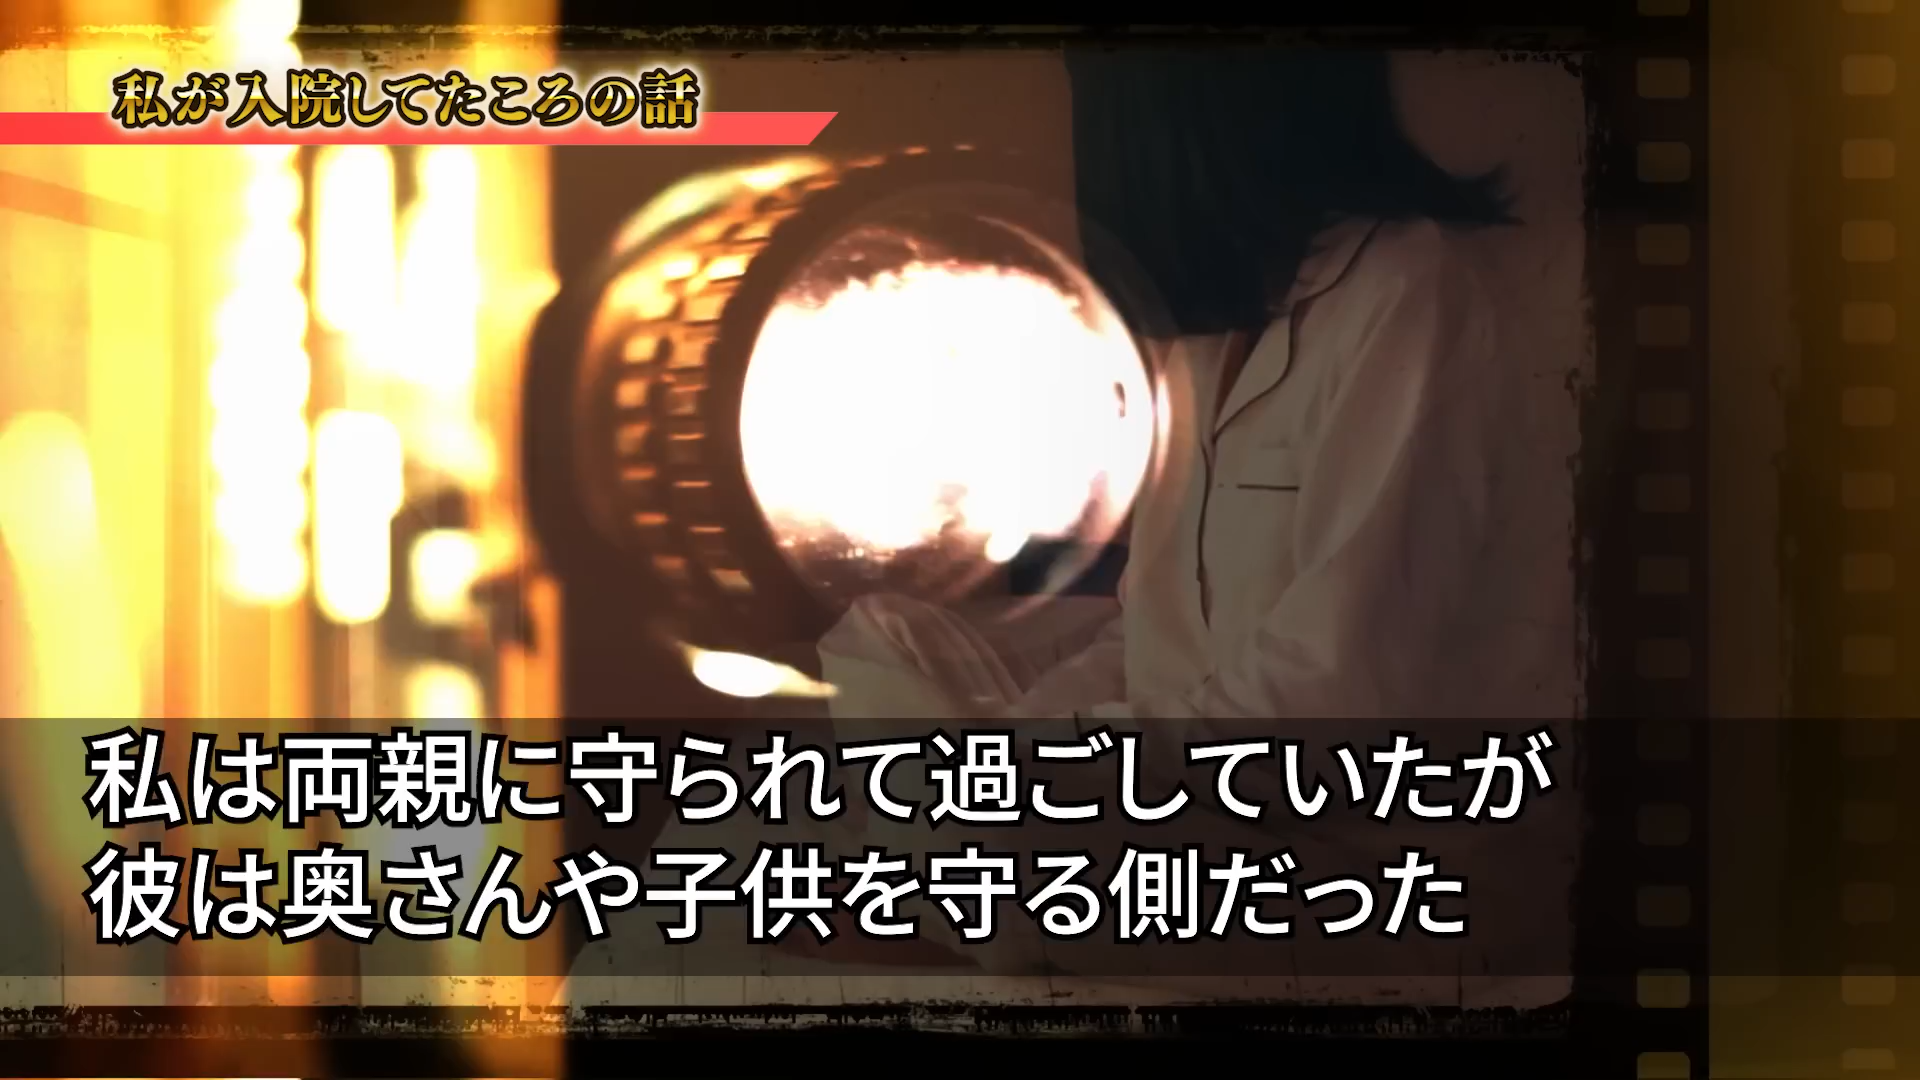 私が入院してたころの話
私は両親に守られて過ごしていたが
彼は奥さんや子供を守る側だった